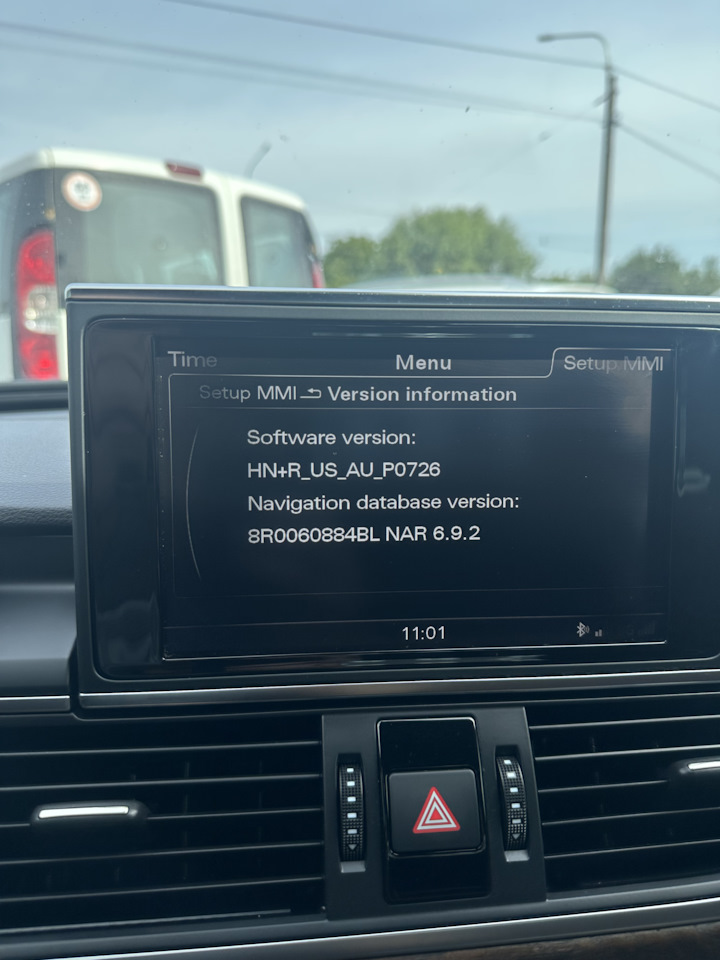 Time Menu Setup MMI
Setup MMI Version information
Software version:
HN+R_US_AU_P0726
Navigation database version:
8R0060884BL NAR 6.9.2
11:01